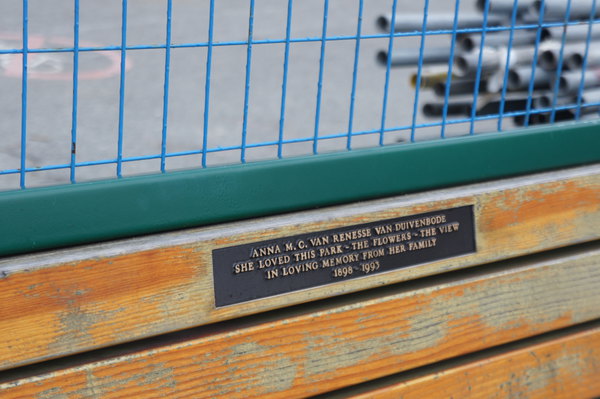 ANNA M. C. VAN RENESSE VAN DUIVENBODE
SHE LOVED THIS PARK ~ THE FLOWERS ~ THE VIEW
IN LOVING MEMORY FROM HER FAMILY
1898 ~ 1993